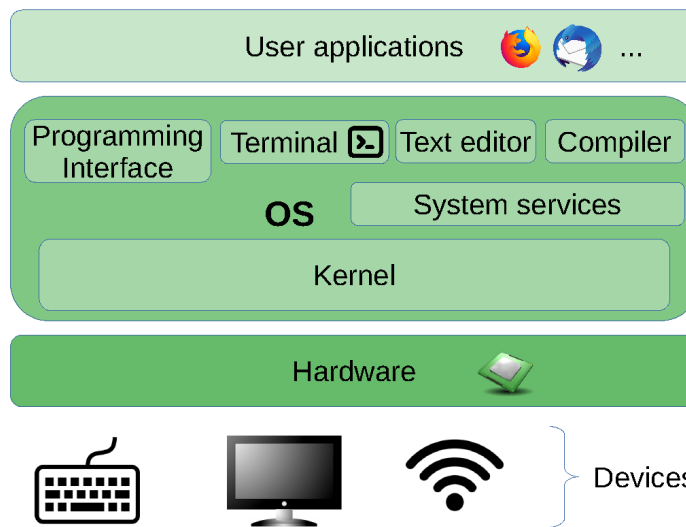 User applications ...
Programming
Interface
Terminal
Text editor
Compiler
OS
System services
Kernel
Hardware
Devices